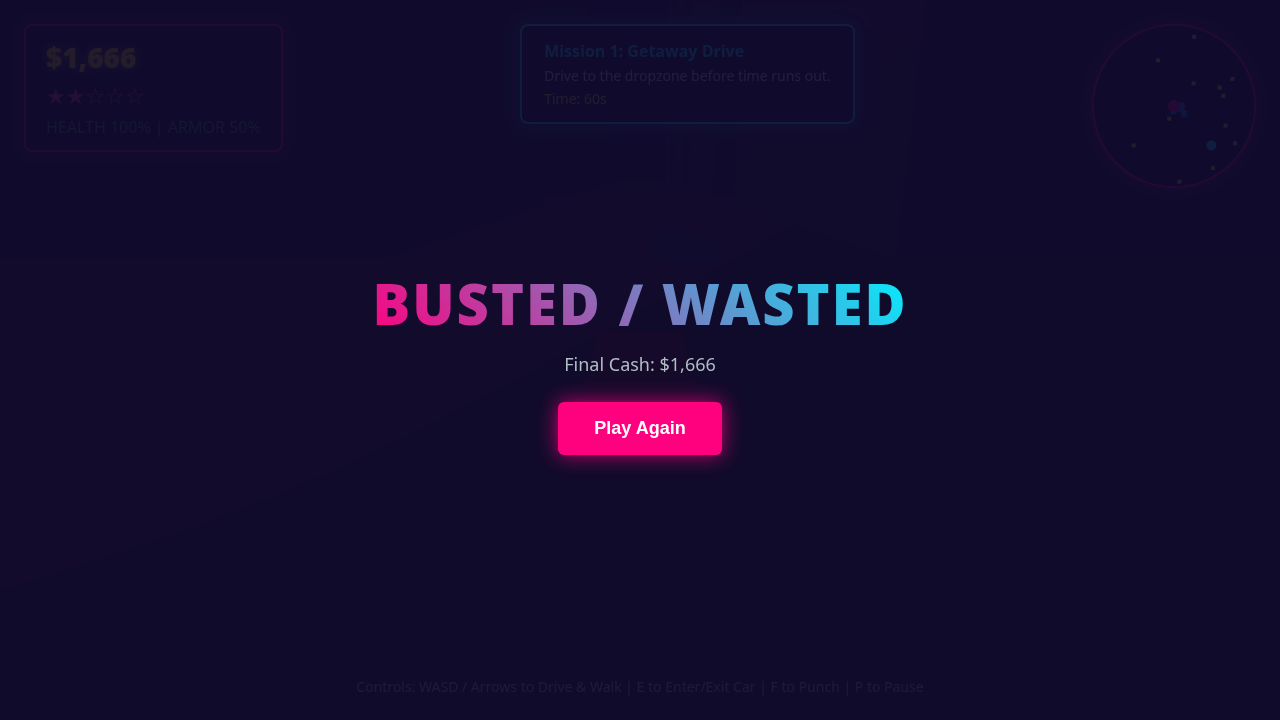 $1,666
★★☆☆☆
HEALTH 100% | ARMOR 50%
Mission 1: Getaway Drive
Drive to the dropzone before time runs out.
Time: 60s
BUSTED / WASTED
Final Cash: $1,666
Play Again
Controls: WASD / Arrows to Drive & Walk | E to Enter/Exit Car | F to Punch | P to Pause